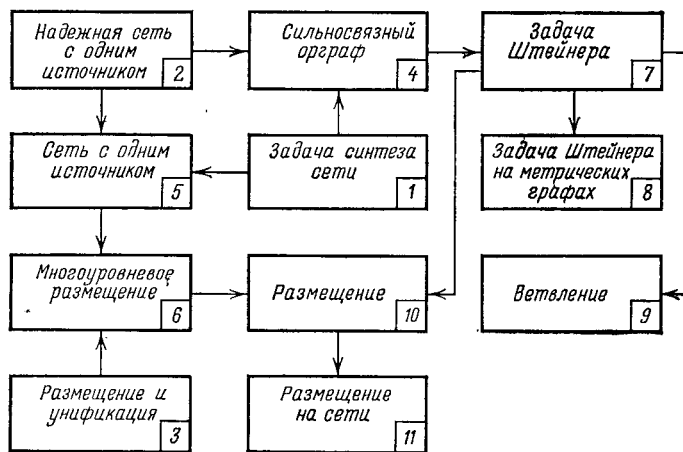 Надежная сеть
с одним
источником
2
Сильносвязный
орграф
4
Задача
Штейнера
7
Сеть с одним
источником
5
Задача синтеза
сети
1
Задача Штейнера
на метрических
графах
8
Многоуровневое
размещение
6
Размещение
10
Ветвление
9
Размещение и
унификация
3
Размещение
на сети
11